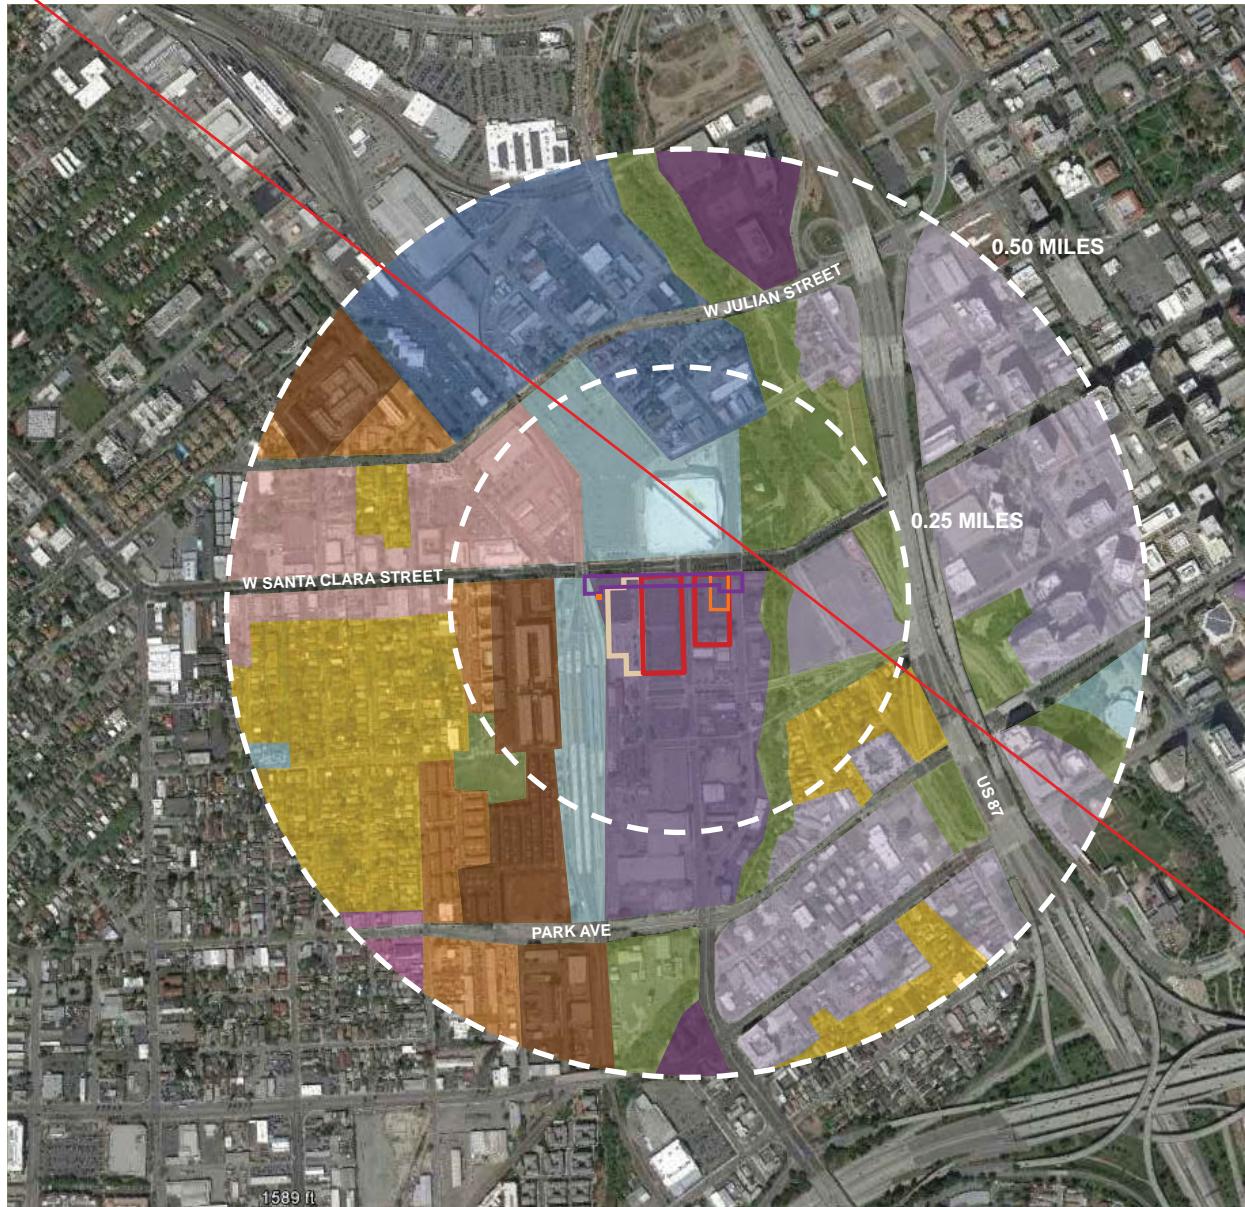 0.50 MILES
W JULIAN STREET
0.25 MILES
W SANTA CLARA STREET
US 87
PARK AVE
1589 ft